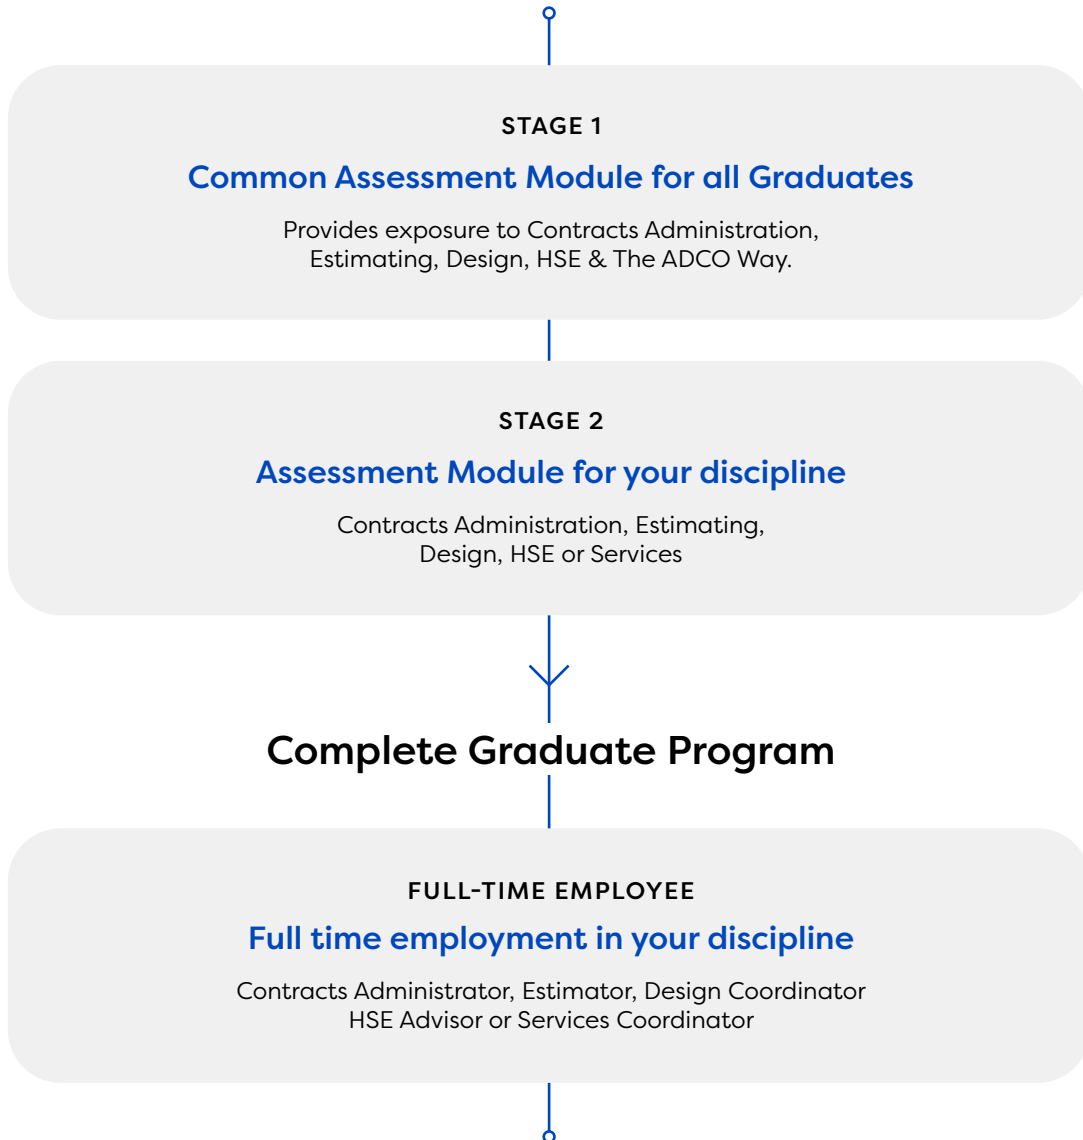 STAGE 1
Common Assessment Module for all Graduates
Provides exposure to Contracts Administration,
Estimating, Design, HSE & The ADCO Way.
STAGE 2
Assessment Module for your discipline
Contracts Administration, Estimating,
Design, HSE or Services
Complete Graduate Program
FULL-TIME EMPLOYEE
Full time employment in your discipline
Contracts Administrator, Estimator, Design Coordinator
HSE Advisor or Services Coordinator